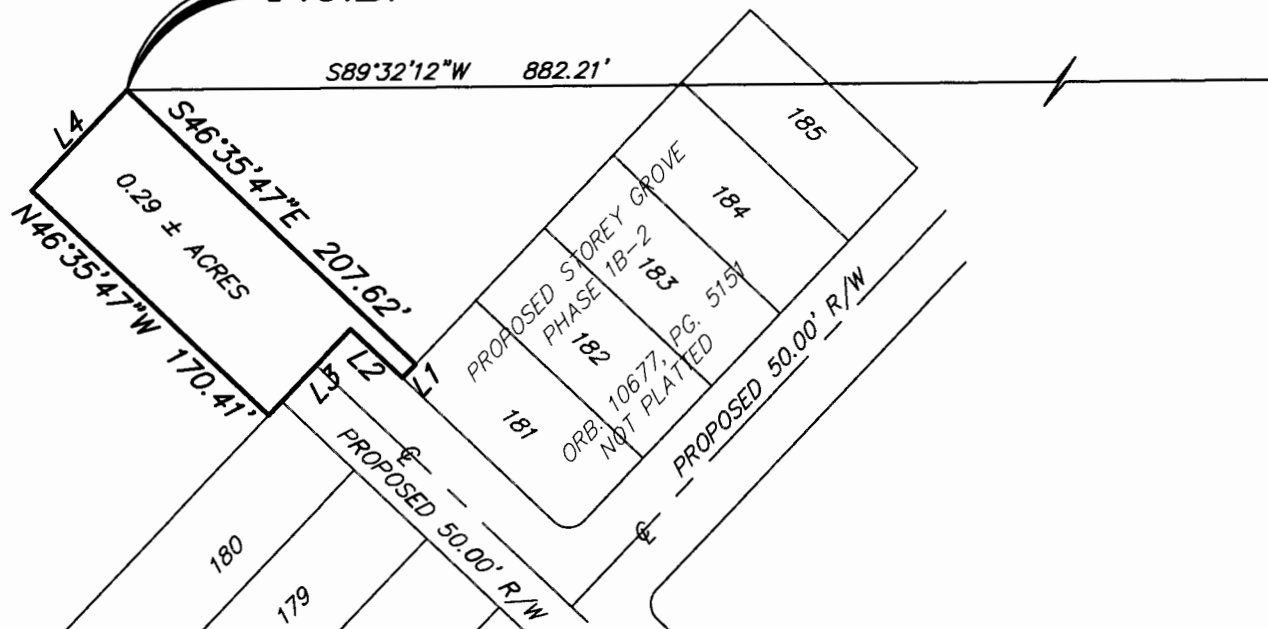 S89°32'12"W 882.21'
L4
S46°35'47"E 207.62'
0.29 ± ACRES
N46°35'47"W 170.41'
L2
L1
L3
185
184
183
182
181
PROPOSED STOREY GROVE
PHASE 1B-2
ORB. 10677, PG. 5151
NOT PLATTED
PROPOSED 50.00' R/W
℄
PROPOSED 50.00' R/W
℄
180
179